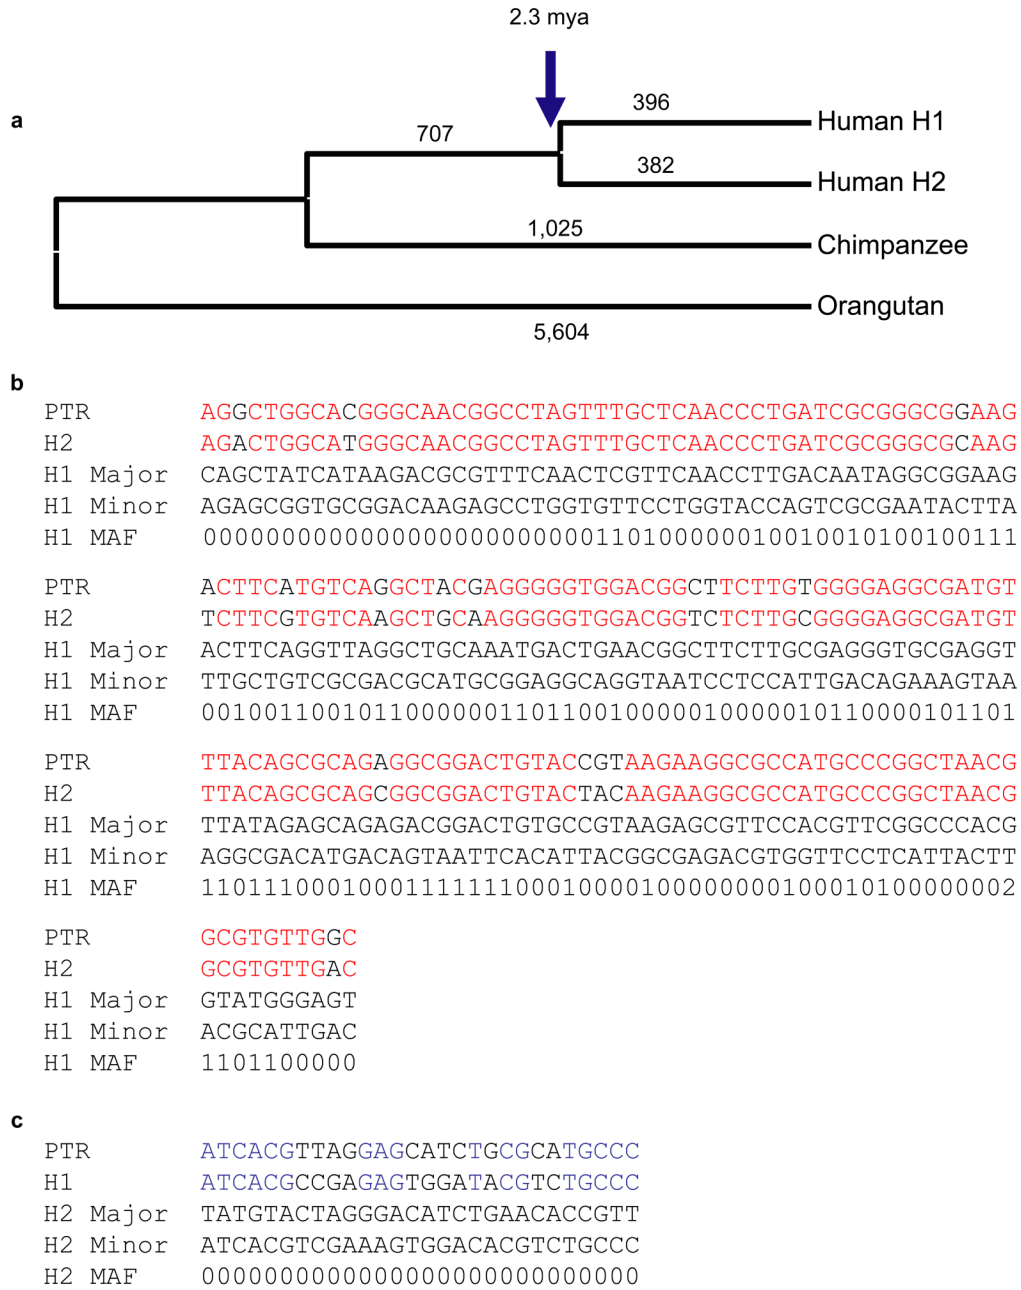 2.3 mya
a
396
Human H1
707
382
Human H2
1,025
Chimpanzee
Orangutan
5,604
b
PTR AGGCTGGCACGGGCAACGGCCTAGTTTGCTCAACCCTGATCGCGGGCGGAAG
H2 AGACTGGCATGGGCAACGGCCTAGTTTGCTCAACCCTGATCGCGGGCGCAAG
H1 Major CAGCTATCATAAGACGCGTTTCAACTCGTTCAACCTTGACAATAGGCGGAAG
H1 Minor AGAGCGGTGCGGACAAGAGCCTGGTGTTCCTGGTACCAGTCGCGAATACTTA
H1 MAF 0000000000000000000000000110100000010010010100100111
PTR ACTTCATGTCAGGCTACGAGGGGGTGGACGGCTTCTTGTGGGGAGGCGATGT
H2 TCTTCGTGTCAAGCTGCAAGGGGGTGGACGGTCTCTTGCGGGGAGGCGATGT
H1 Major ACTTCAGGTTAGGCTGCAAATGACTGAACGGCTTCTTGCGAGGGTGCGAGGT
H1 Minor TTGCTGTCGCGACGCATGCGGAGGCAGGTAATCCTCCATTGACAGAAAGTAA
H1 MAF 0010011001011000000110110010000010000010110000101101
PTR TTACAGCGCAGAGGCGGACTGTACCGTAAGAAGGCGCCATGCCCGGCTAACG
H2 TTACAGCGCAGCGGCGGACTGTACTACAAGAAGGCGCCATGCCCGGCTAACG
H1 Major TTATAGAGCAGAGACGGACTGTGCCGTAAGAGCGTTCCACGTTCGGCCCACG
H1 Minor AGGCGACATGACAGTAATTCACATTACGGCGAGACGTGGTTCCTCATTACTT
H1 MAF 11011100010001111111000100001000000000100010100000002
PTR GCGTGTTGGC
H2 GCGTGTTGAC
H1 Major GTATGGGAGT
H1 Minor ACGCATTGAC
H1 MAF 1101100000
c
PTR ATCACGTTAGGAGCATCTGCGCATGCCC
H1 ATCACGCCGAGAGTGGATACGTCTGCCC
H2 Major TATGTACTAGGGACATCTGAACACCGTT
H2 Minor ATCACGTCGAAAGTGGACACGTCTGCCC
H2 MAF 0000000000000000000000000000